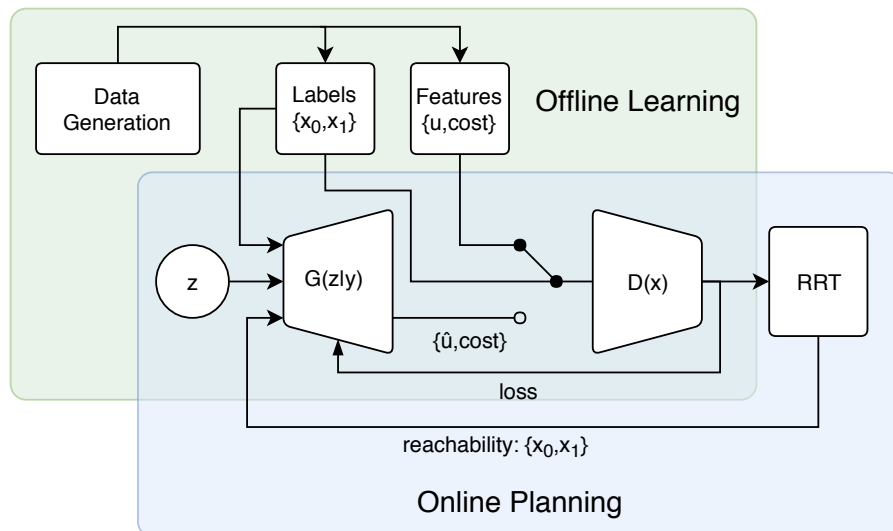 Data
Generation
Labels
{x₀,x₁}
Features
{u,cost}
Offline Learning
z
G(z|y)
D(x)
RRT
{û,cost}
loss
reachability: {x₀,x₁}
Online Planning